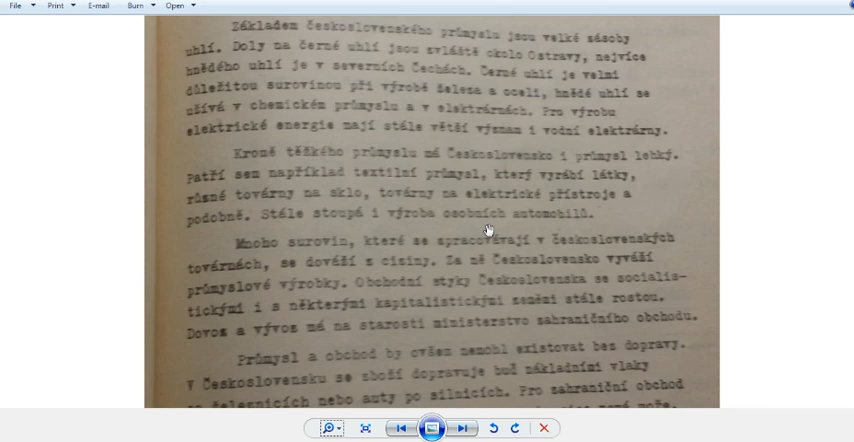 File Print E-mail Burn Open
Základem československého průmyslu jsou velké zásoby
uhlí. Doly na černé uhlí jsou zvláště okolo Ostravy, nejvíce
hnědého uhlí je v severních Čechách. Černé uhlí je velmi
důležitou surovinou při výrobě železa a oceli, hnědé uhlí se
užívá v chemickém průmyslu a v elektrárnách. Pro výrobu
elektrické energie mají stále větší význam i vodní elektrárny.
Kromě těžkého průmyslu má Československo i průmysl lehký.
Patří sem například textilní průmysl, který vyrábí látky,
různé továrny na sklo, továrny na elektrické přístroje a
podobně. Stále stoupá i výroba osobních automobilů.
Mnoho surovin, které se zpracovávají v československých
továrnách, se dováží z ciziny. Za ně Československo vyváží
průmyslové výrobky. Obchodní styky Československa se socialis-
tickými i s některými kapitalistickými zeměmi stále rostou.
Dovoz a vývoz má na starosti ministerstvo zahraničního obchodu.
Průmysl a obchod by ovšem nemohl existovat bez dopravy.
V Československu se zboží dopravuje buď nákladními vlaky
po železnicích nebo auty po silnicích. Pro zahraniční obchod
nemá moře.